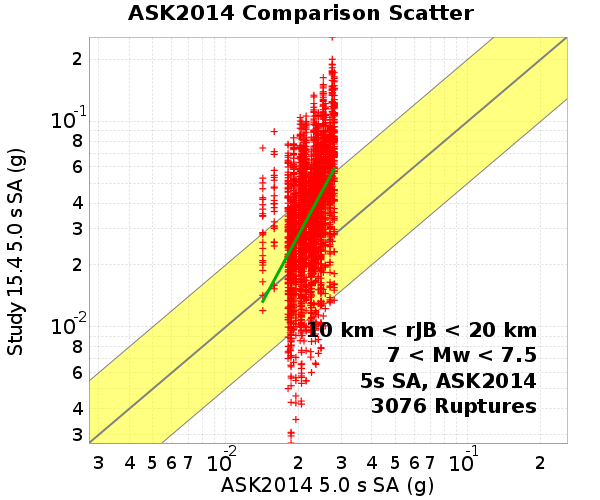 ASK2014 Comparison Scatter
Study 15.4 5.0 s SA (g)
2
10-1
8
6
4
3
2
10-2
8
6
4
3
10 km < rJB < 20 km
7 < Mw < 7.5
5s SA, ASK2014
3076 Ruptures
3 4 5 6 7 10-2 2 3 4 5 6 7 10-1 2
ASK2014 5.0 s SA (g)